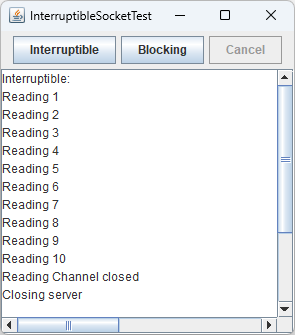 InterruptibleSocketTest
Interruptible Blocking Cancel
Interruptible:
Reading 1
Reading 2
Reading 3
Reading 4
Reading 5
Reading 6
Reading 7
Reading 8
Reading 9
Reading 10
Reading Channel closed
Closing server